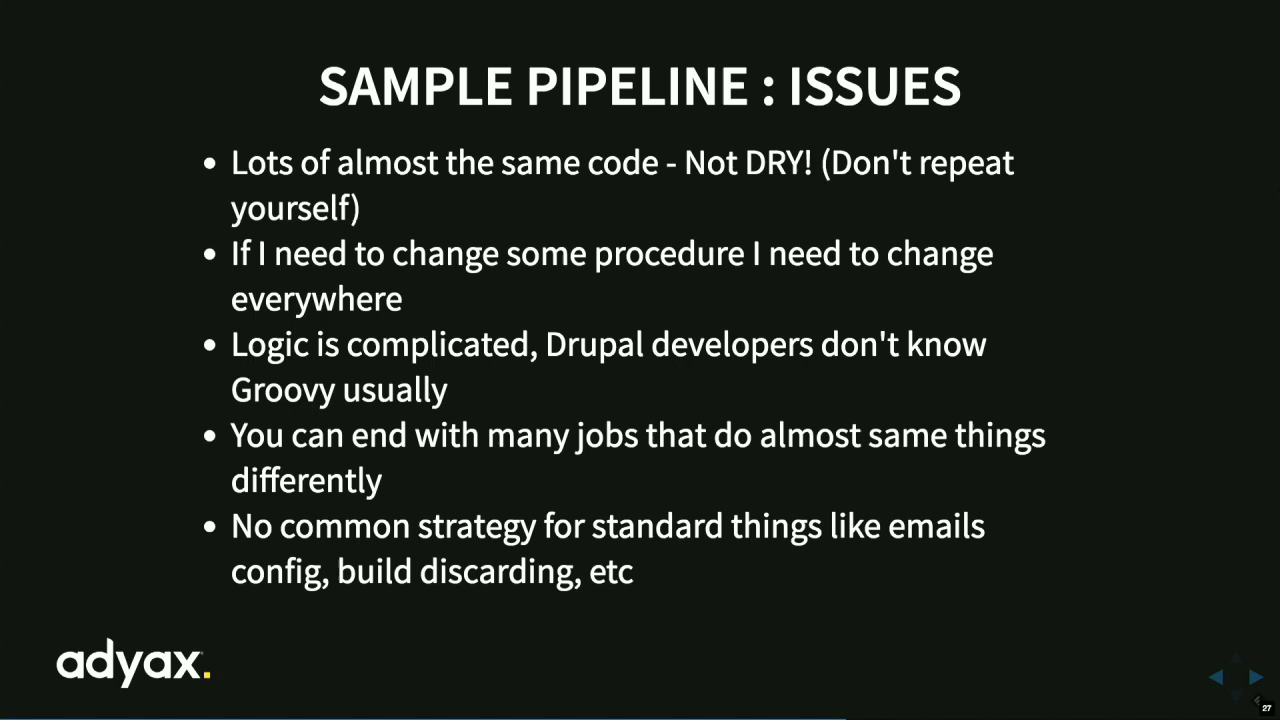 SAMPLE PIPELINE : ISSUES
• Lots of almost the same code - Not DRY! (Don't repeat
yourself)
• If I need to change some procedure I need to change
everywhere
• Logic is complicated, Drupal developers don't know
Groovy usually
• You can end with many jobs that do almost same things
differently
• No common strategy for standard things like emails
config, build discarding, etc
adyax.
27